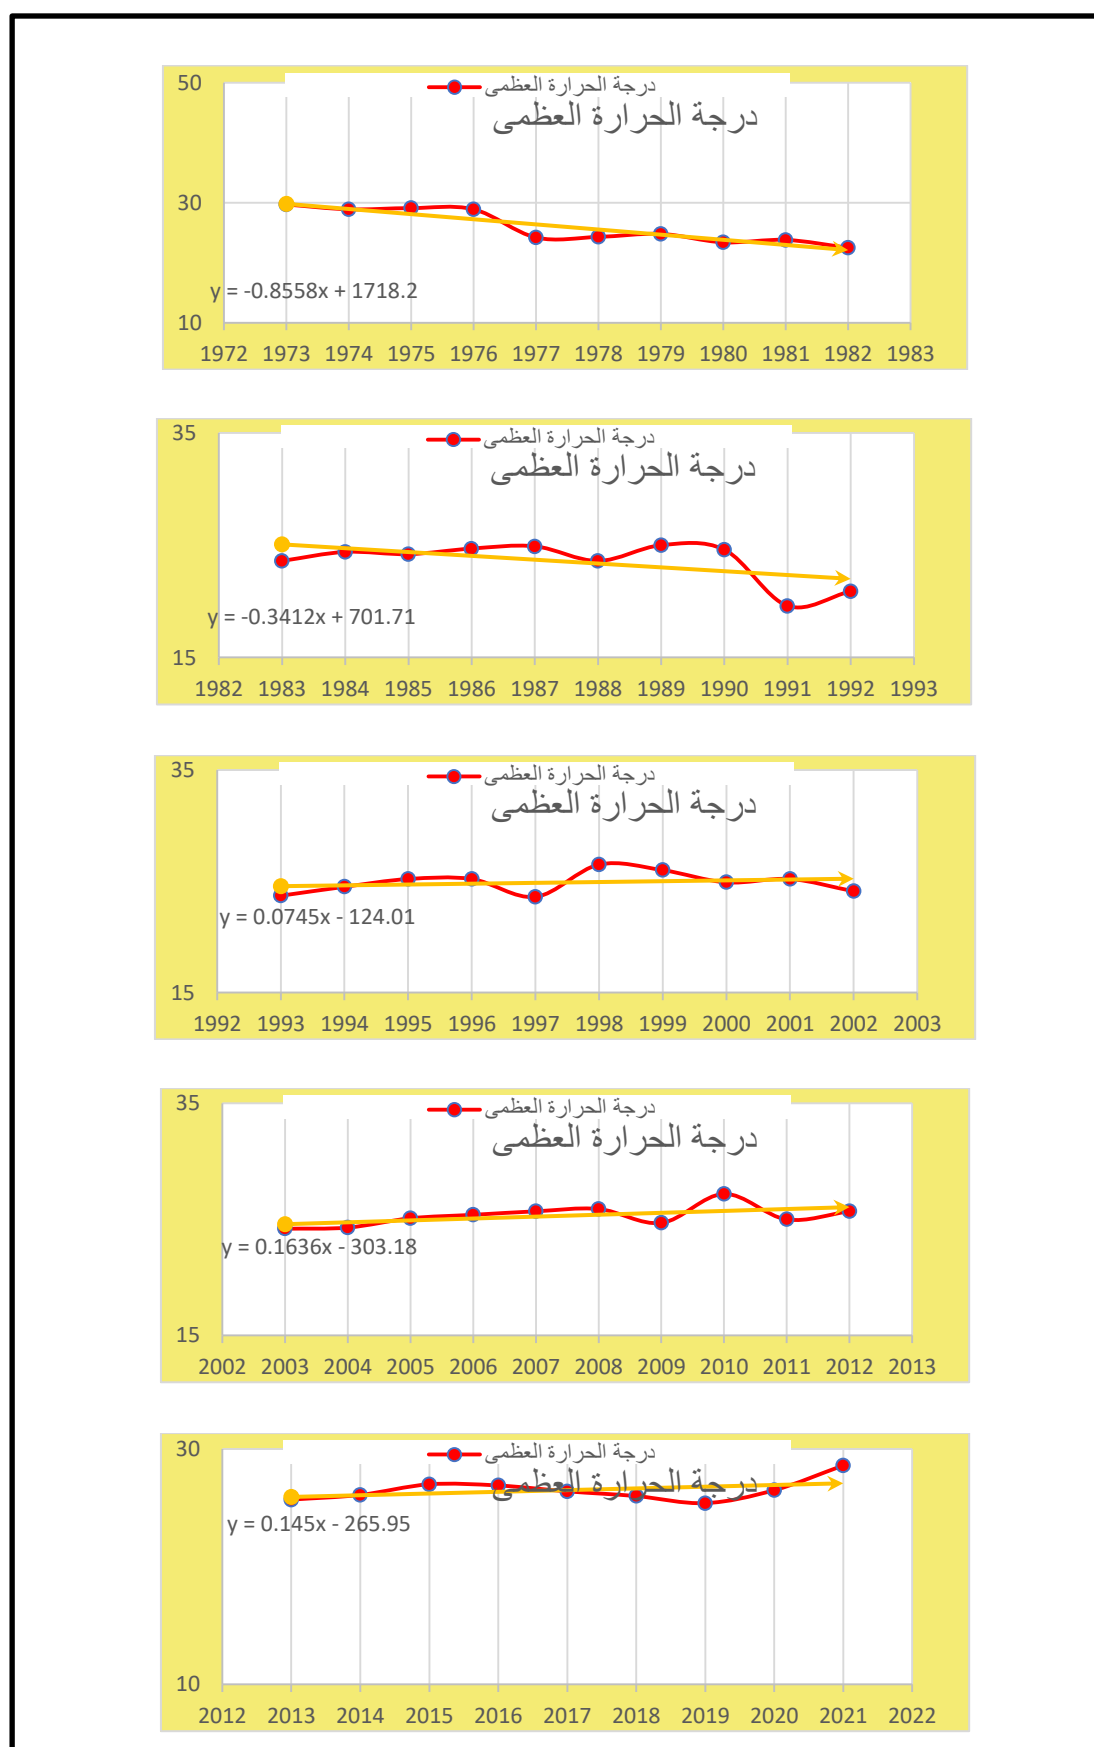 50
درجة الحرارة العظمى
درجة الحرارة العظمى
30
y = -0.8558x + 1718.2
10
1972 1973 1974 1975 1976 1977 1978 1979 1980 1981 1982 1983
35
درجة الحرارة العظمى
درجة الحرارة العظمى
y = -0.3412x + 701.71
15
1982 1983 1984 1985 1986 1987 1988 1989 1990 1991 1992 1993
35
درجة الحرارة العظمى
درجة الحرارة العظمى
y = 0.0745x - 124.01
15
1992 1993 1994 1995 1996 1997 1998 1999 2000 2001 2002 2003
35
درجة الحرارة العظمى
درجة الحرارة العظمى
y = 0.1636x - 303.18
15
2002 2003 2004 2005 2006 2007 2008 2009 2010 2011 2012 2013
30
درجة الحرارة العظمى
درجة الحرارة العظمى
y = 0.145x - 265.95
10
2012 2013 2014 2015 2016 2017 2018 2019 2020 2021 2022